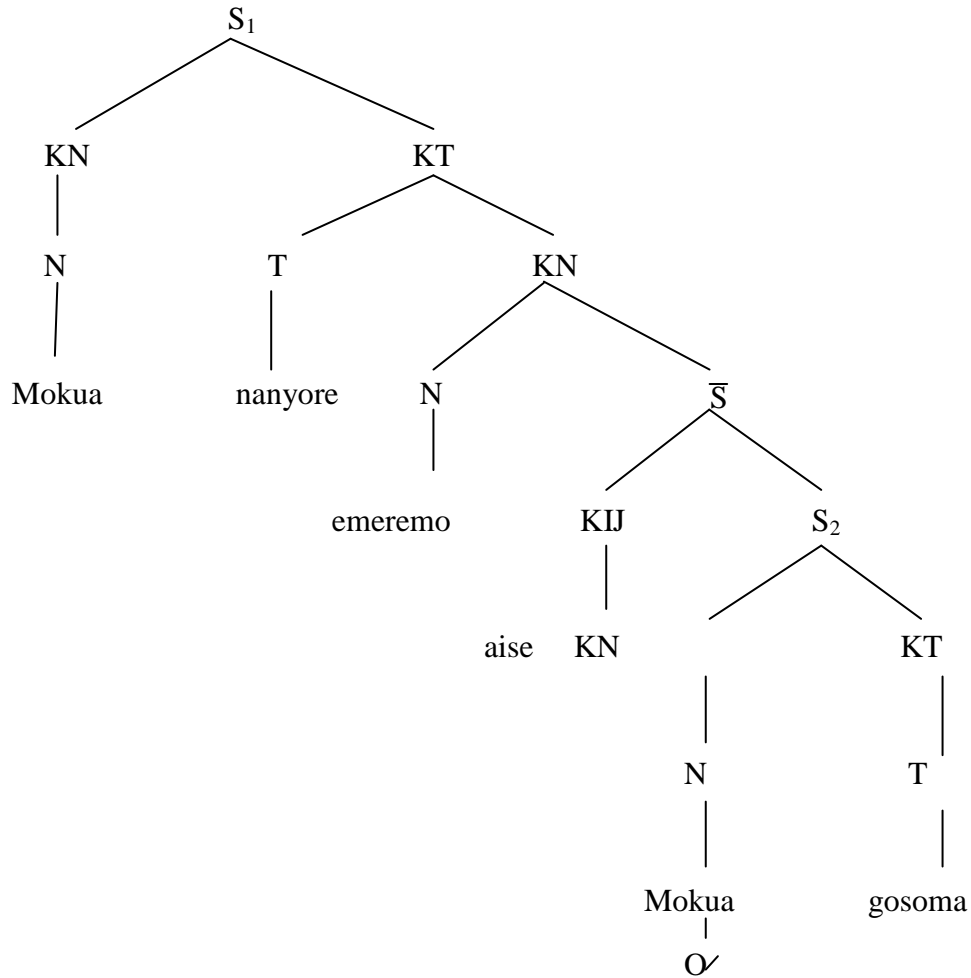 S₁
KN KT
N T KN
Mokua nanyore N S̅
emeremo KIJ S₂
aise KN KT
N T
Mokua gosoma
O